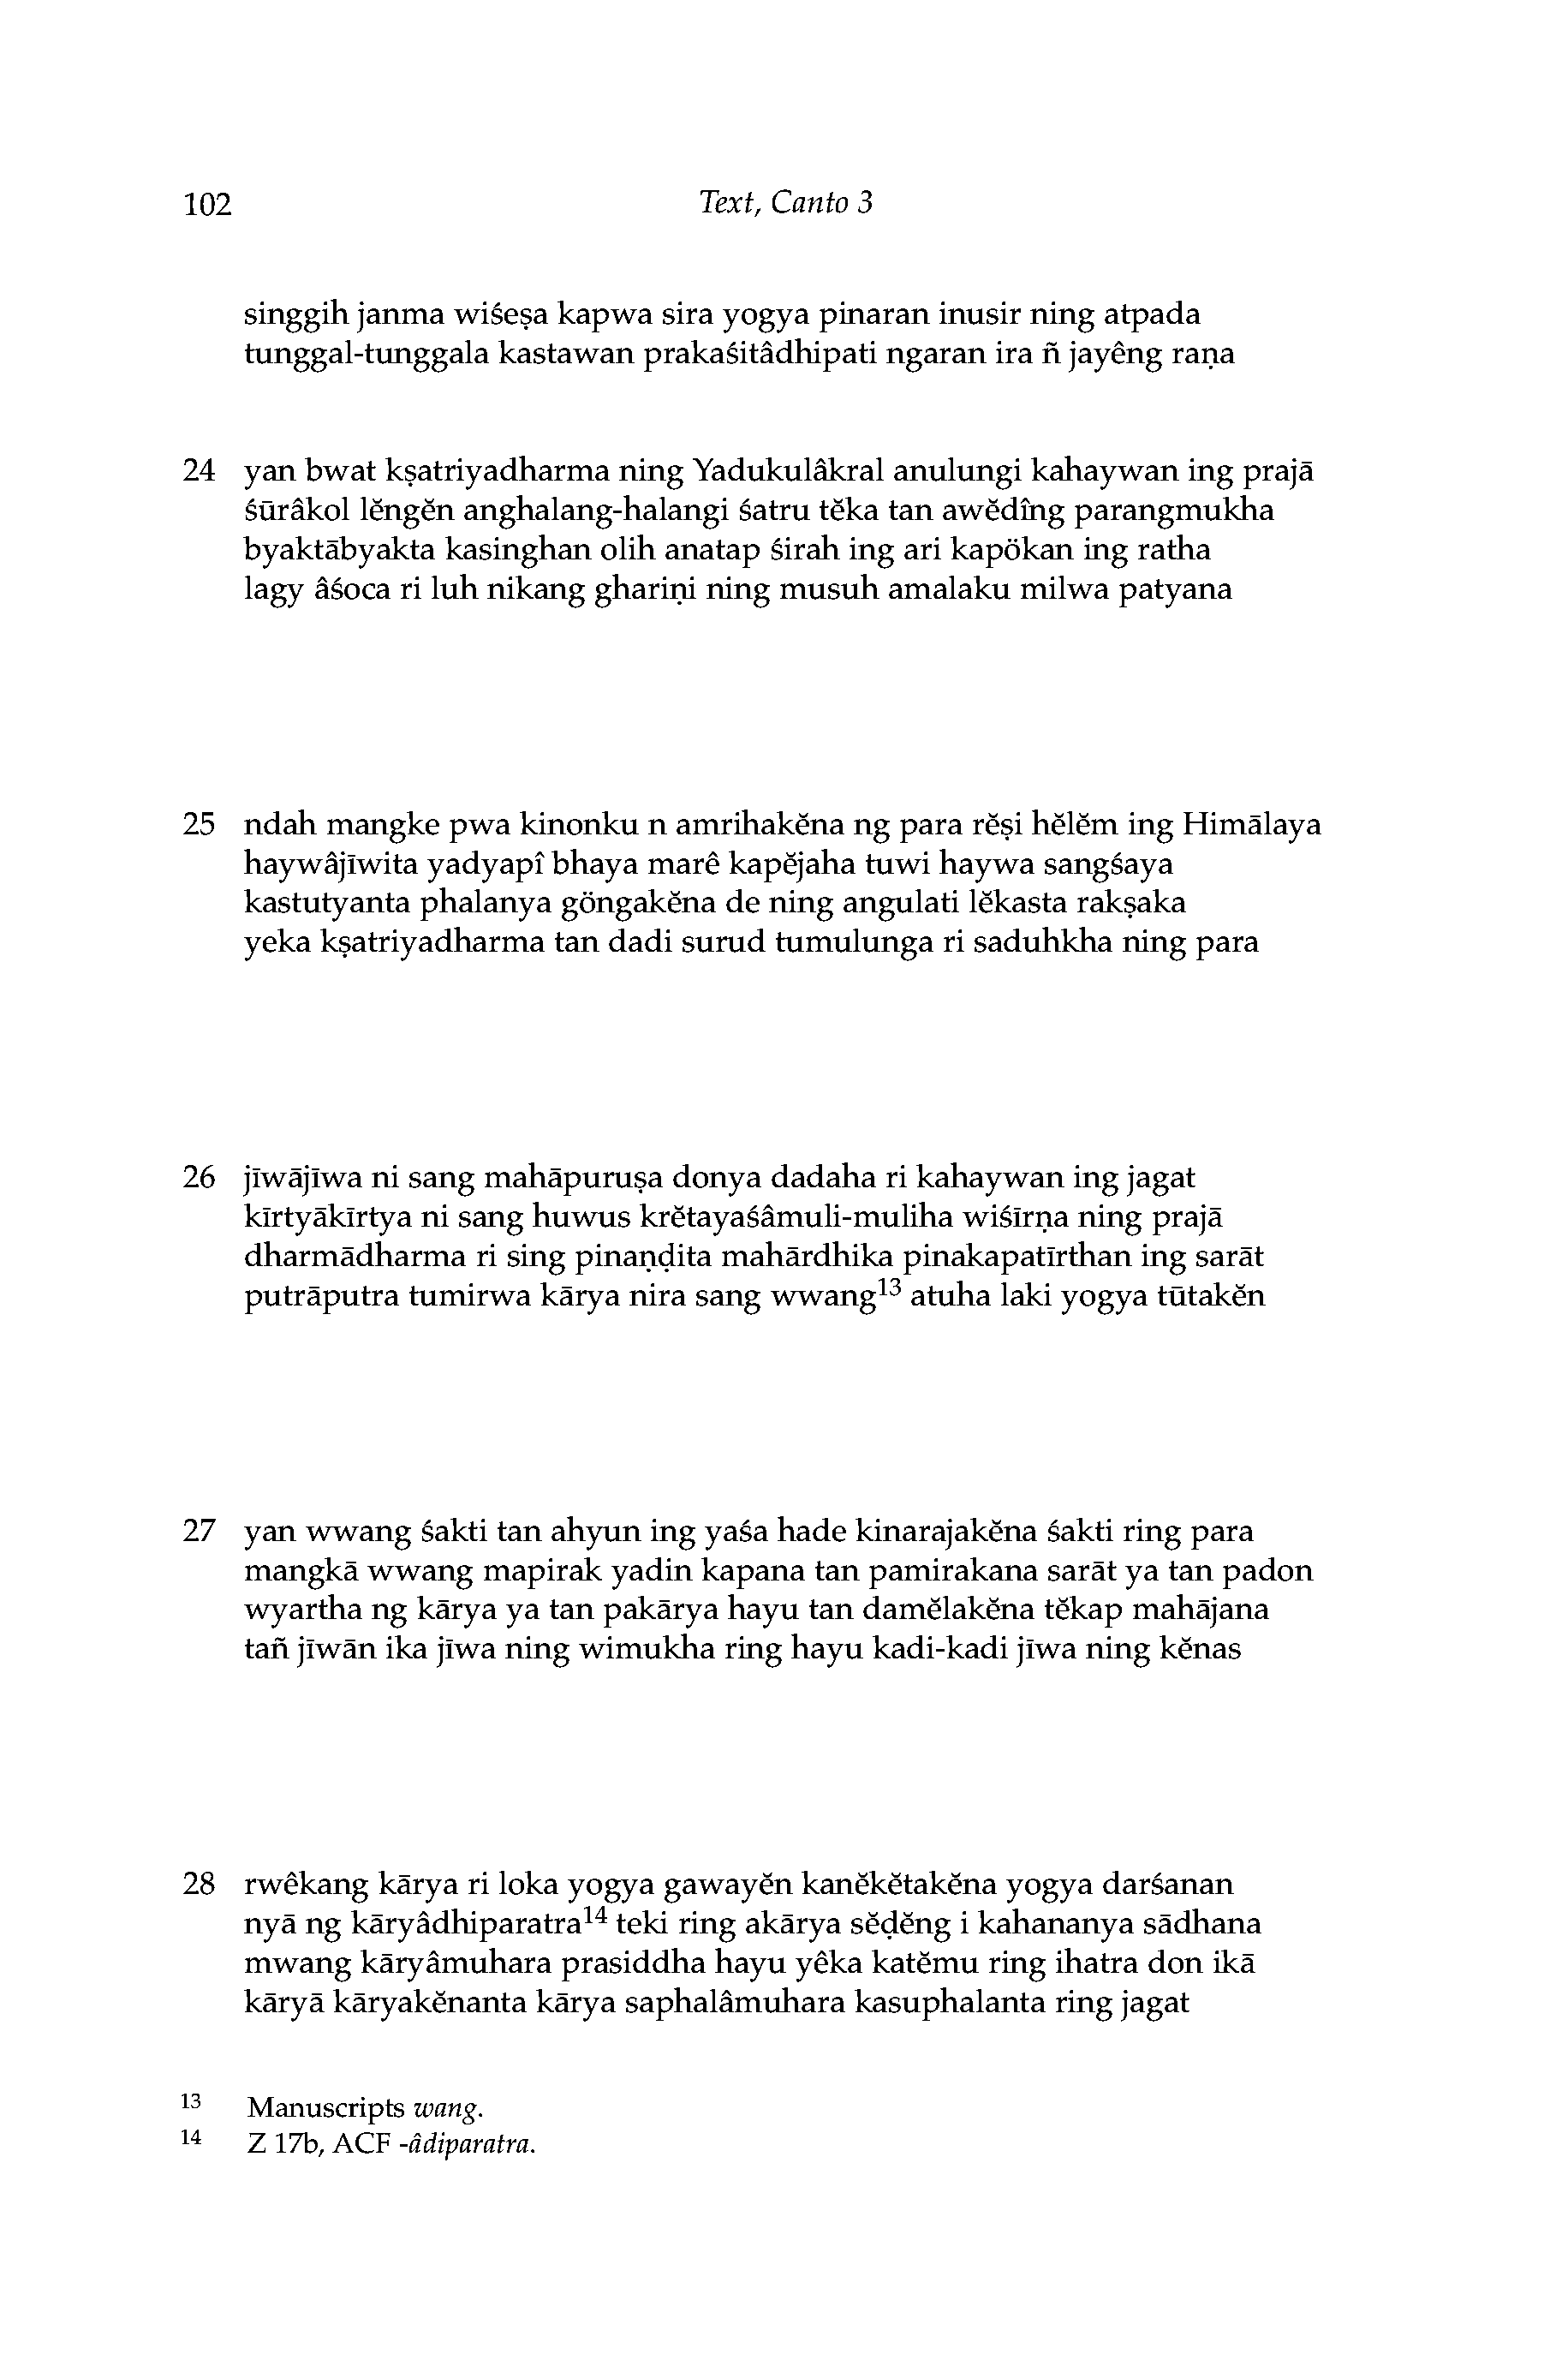 102 Text, Canto 3
singgih janma wiśeṣa kapwa sira yogya pinaran inusir ning atpada
tunggal-tunggala kastawan prakaśitâdhipati ngaran ira ñ jayêng raṇa
24 yan bwat kṣatriyadharma ning Yadukulâkral anulungi kahaywan ing prajā
śūrâkol lĕngĕn anghalang-halangi śatru tĕka tan awĕdîng parangmukha
byaktābyakta kasinghan olih anatap śirah ing ari kapökan ing ratha
lagy âśoca ri luh nikang ghariṇi ning musuh amalaku milwa patyana
25 ndah mangke pwa kinonku n amrihakĕna ng para rĕṣi hĕlĕm ing Himālaya
haywâjīwita yadyapî bhaya marê kapĕjaha tuwi haywa sangśaya
kastutyanta phalanya göngakĕna de ning angulati lĕkasta rakṣaka
yeka kṣatriyadharma tan dadi surud tumulunga ri saduhkha ning para
26 jīwājīwa ni sang mahāpuruṣa donya dadaha ri kahaywan ing jagat
kīrtyākīrtya ni sang huwus krĕtayaśâmuli-muliha wiśīrṇa ning prajā
dharmādharma ri sing pinaṇḍita mahārdhika pinakapatīrthan ing sarāt
putrāputra tumirwa kārya nira sang wwang¹³ atuha laki yogya tūtakĕn
27 yan wwang śakti tan ahyun ing yaśa hade kinarajakĕna śakti ring para
mangkā wwang mapirak yadin kapana tan pamirakana sarāt ya tan padon
wyartha ng kārya ya tan pakārya hayu tan damĕlakĕna tĕkap mahājana
tañ jīwān ika jīwa ning wimukha ring hayu kadi-kadi jīwa ning kĕnas
28 rwêkang kārya ri loka yogya gawayĕn kanĕkĕtakĕna yogya darśanan
nyā ng kāryâdhiparatra¹⁴ teki ring akārya sĕḍĕng i kahananya sādhana
mwang kāryâmuhara prasiddha hayu yêka katĕmu ring ihatra don ikā
kāryā kāryakĕnanta kārya saphalâmuhara kasuphalanta ring jagat
13 Manuscripts wang.
14 Z 17b, ACF -âdiparatra.